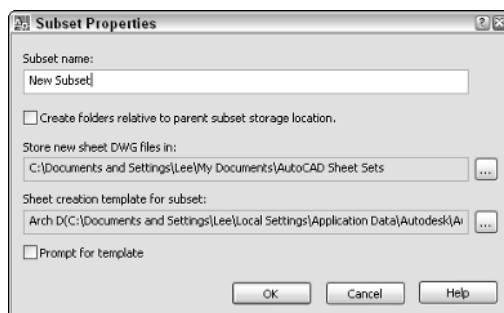 Subset Properties
Subset name:
New Subset
Create folders relative to parent subset storage location.
Store new sheet DWG files in:
C:\Documents and Settings\Lee\My Documents\AutoCAD Sheet Sets
...
Sheet creation template for subset:
Arch D(C:\Documents and Settings\Lee\Local Settings\Application Data\Autodesk\Au
...
Prompt for template
OK Cancel Help